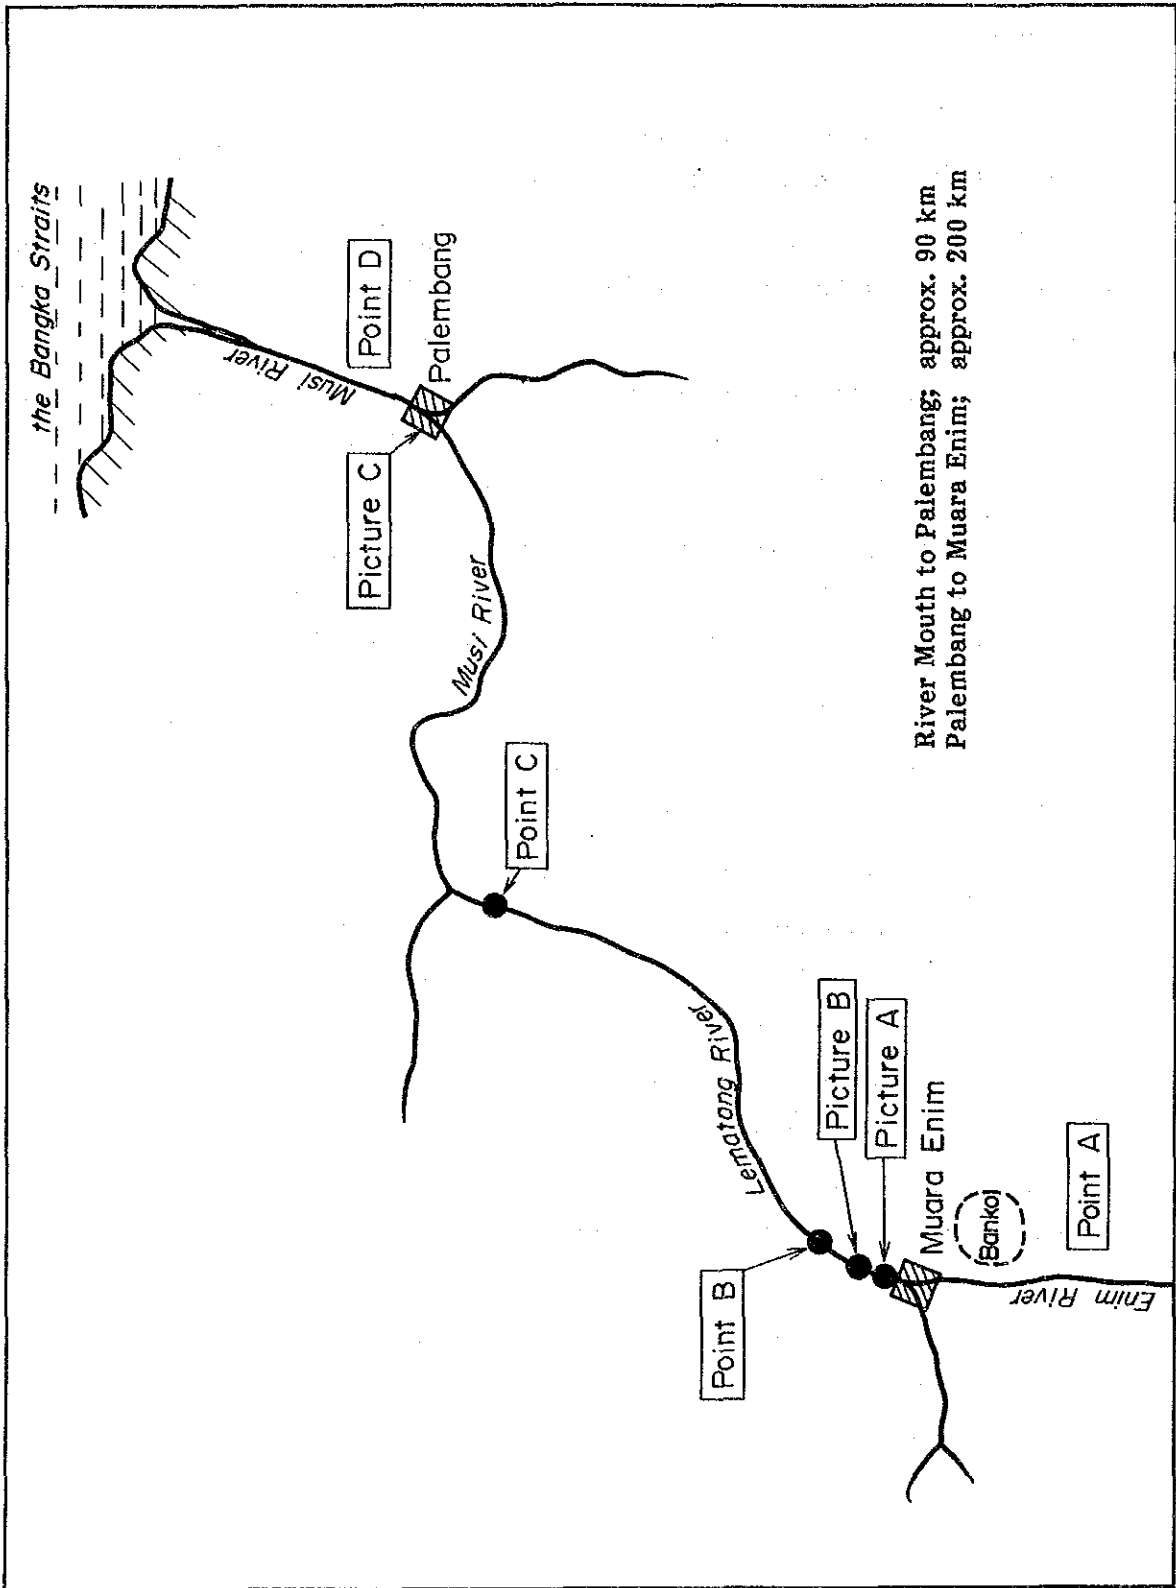 the Bangka Straits
Musi River
Point D
Palembang
Picture C
Musi River
Point C
Lematang River
Picture B
Picture A
Point B
Muara Enim
Banko
Point A
Enim River
River Mouth to Palembang; approx. 90 km
Palembang to Muara Enim; approx. 200 km